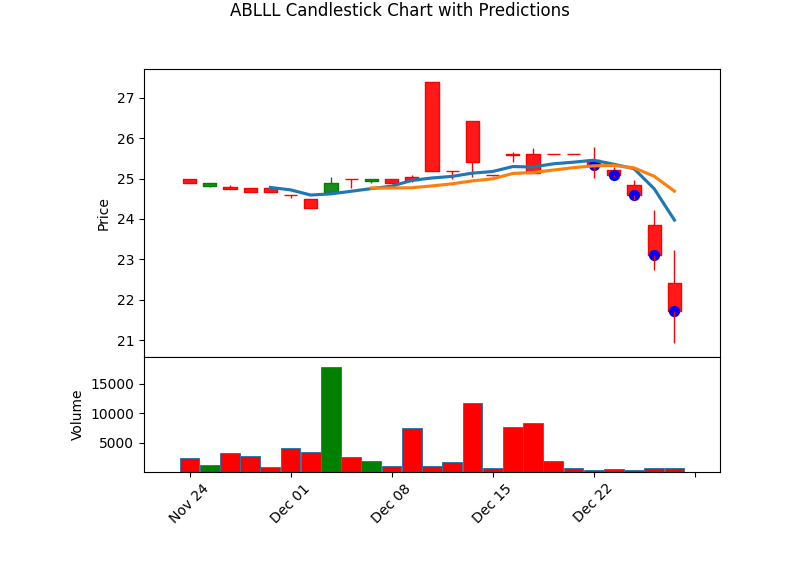 ABLLL Candlestick Chart with Predictions
27
26
25
24
23
22
21
Price
15000
10000
5000
Volume
Nov 24
Dec 01
Dec 08
Dec 15
Dec 22